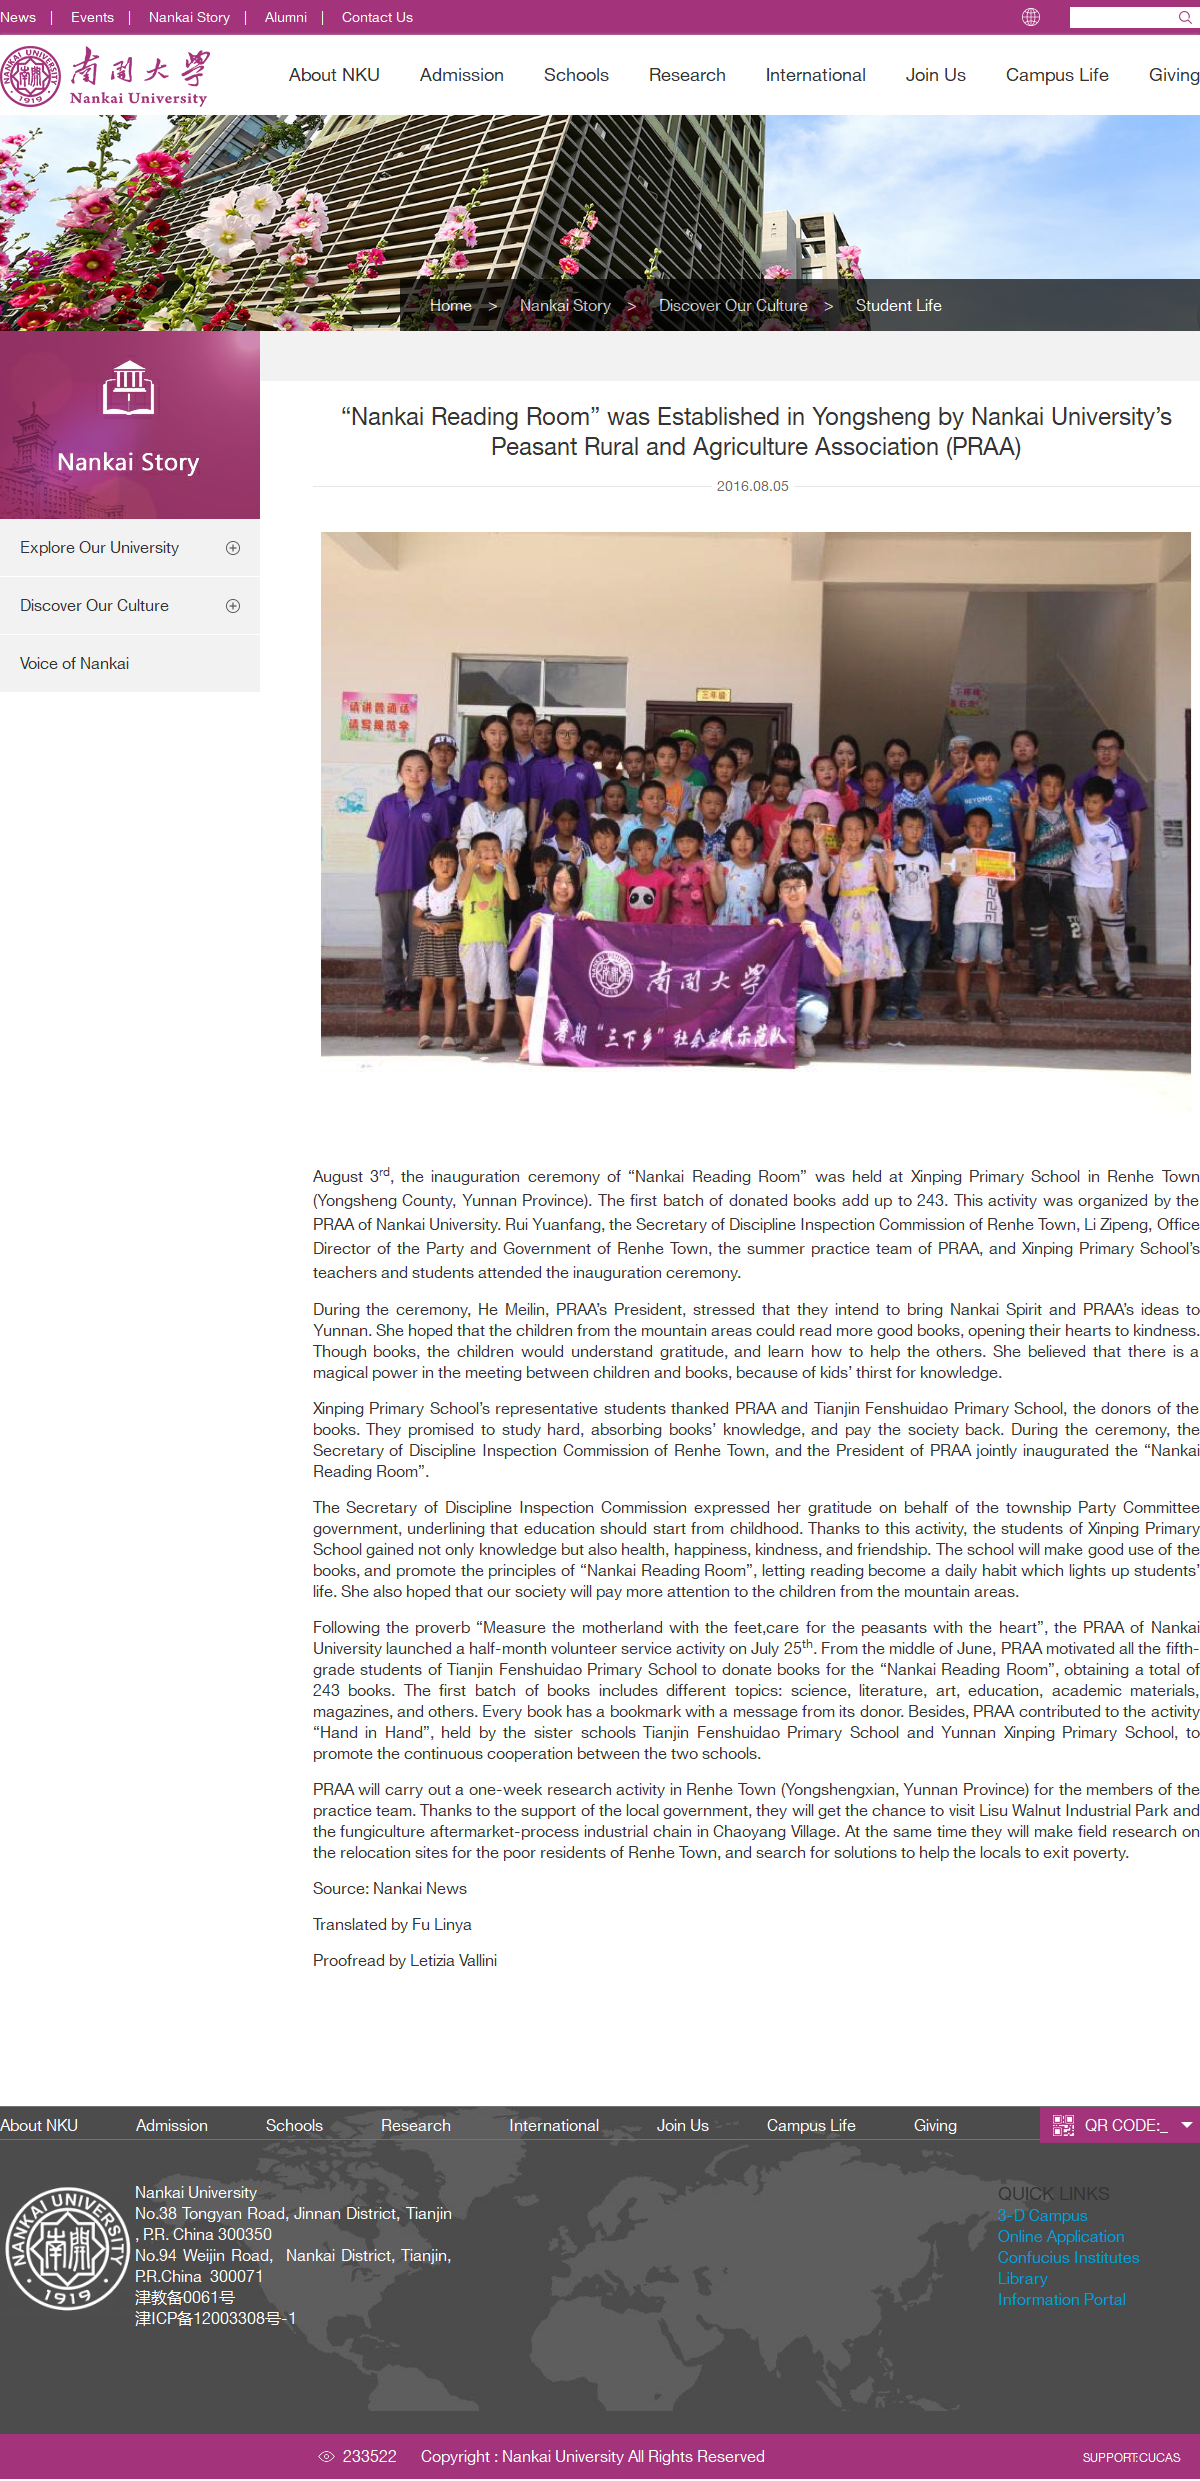 News | Events | Nankai Story | Alumni | Contact Us
NANKAI UNIVERSITY 1919
南開大学
Nankai University
About NKU Admission Schools Research International Join Us Campus Life Giving
Home > Nankai Story > Discover Our Culture > Student Life
Nankai Story
Explore Our University
Discover Our Culture
Voice of Nankai
“Nankai Reading Room” was Established in Yongsheng by Nankai University’s
Peasant Rural and Agriculture Association (PRAA)
2016.08.05
三年级
请讲普通话
请写规范字
南開大学
暑期“三下乡”社会实践示范队
August 3rd, the inauguration ceremony of “Nankai Reading Room” was held at Xinping Primary School in Renhe Town
(Yongsheng County, Yunnan Province). The first batch of donated books add up to 243. This activity was organized by the
PRAA of Nankai University. Rui Yuanfang, the Secretary of Discipline Inspection Commission of Renhe Town, Li Zipeng, Office
Director of the Party and Government of Renhe Town, the summer practice team of PRAA, and Xinping Primary School’s
teachers and students attended the inauguration ceremony.
During the ceremony, He Meilin, PRAA’s President, stressed that they intend to bring Nankai Spirit and PRAA’s ideas to
Yunnan. She hoped that the children from the mountain areas could read more good books, opening their hearts to kindness.
Though books, the children would understand gratitude, and learn how to help the others. She believed that there is a
magical power in the meeting between children and books, because of kids’ thirst for knowledge.
Xinping Primary School’s representative students thanked PRAA and Tianjin Fenshuidao Primary School, the donors of the
books. They promised to study hard, absorbing books’ knowledge, and pay the society back. During the ceremony, the
Secretary of Discipline Inspection Commission of Renhe Town, and the President of PRAA jointly inaugurated the “Nankai
Reading Room”.
The Secretary of Discipline Inspection Commission expressed her gratitude on behalf of the township Party Committee
government, underlining that education should start from childhood. Thanks to this activity, the students of Xinping Primary
School gained not only knowledge but also health, happiness, kindness, and friendship. The school will make good use of the
books, and promote the principles of “Nankai Reading Room”, letting reading become a daily habit which lights up students’
life. She also hoped that our society will pay more attention to the children from the mountain areas.
Following the proverb “Measure the motherland with the feet,care for the peasants with the heart”, the PRAA of Nankai
University launched a half-month volunteer service activity on July 25th. From the middle of June, PRAA motivated all the fifth-
grade students of Tianjin Fenshuidao Primary School to donate books for the “Nankai Reading Room”, obtaining a total of
243 books. The first batch of books includes different topics: science, literature, art, education, academic materials,
magazines, and others. Every book has a bookmark with a message from its donor. Besides, PRAA contributed to the activity
“Hand in Hand”, held by the sister schools Tianjin Fenshuidao Primary School and Yunnan Xinping Primary School, to
promote the continuous cooperation between the two schools.
PRAA will carry out a one-week research activity in Renhe Town (Yongshengxian, Yunnan Province) for the members of the
practice team. Thanks to the support of the local government, they will get the chance to visit Lisu Walnut Industrial Park and
the fungiculture aftermarket-process industrial chain in Chaoyang Village. At the same time they will make field research on
the relocation sites for the poor residents of Renhe Town, and search for solutions to help the locals to exit poverty.
Source: Nankai News
Translated by Fu Linya
Proofread by Letizia Vallini
About NKU Admission Schools Research International Join Us Campus Life Giving QR CODE:_
NANKAI UNIVERSITY 1919
Nankai University
No.38 Tongyan Road, Jinnan District, Tianjin
, P.R. China 300350
No.94 Weijin Road, Nankai District, Tianjin,
P.R.China 300071
津教备0061号
津ICP备12003308号-1
QUICK LINKS
3-D Campus
Online Application
Confucius Institutes
Library
Information Portal
233522 Copyright : Nankai University All Rights Reserved SUPPORT:CUCAS